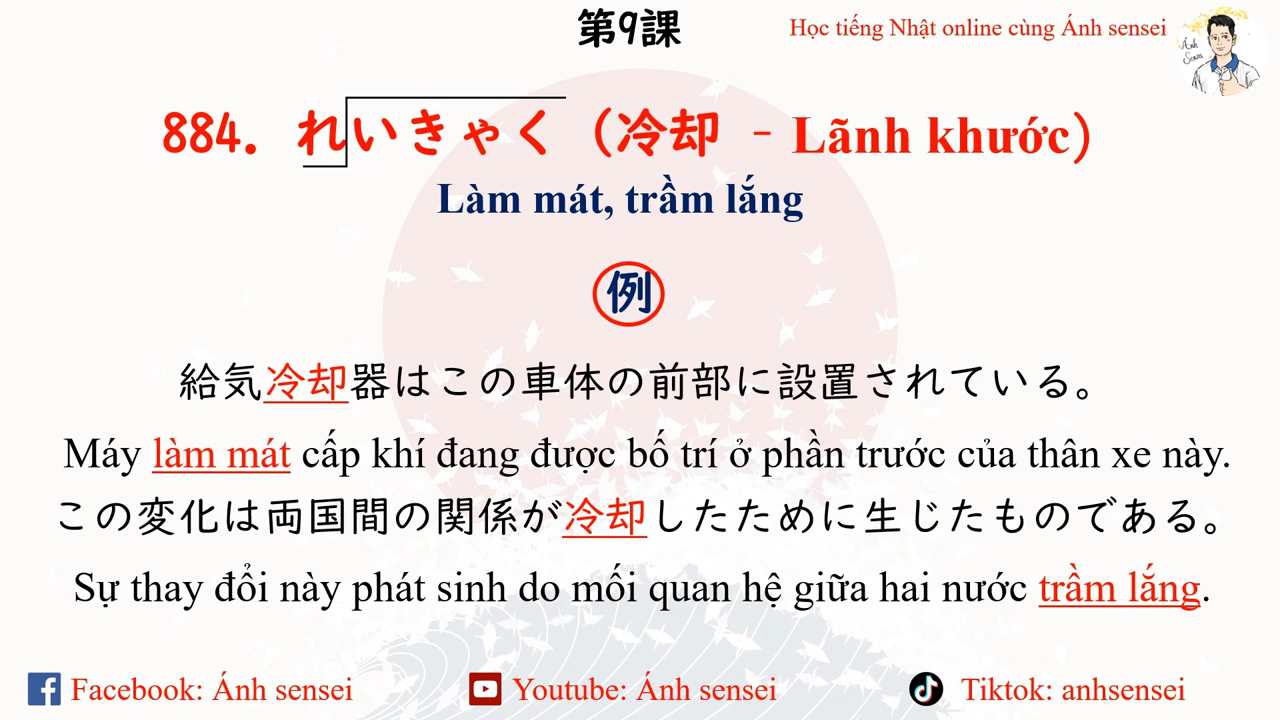 第9課
Học tiếng Nhật online cùng Ánh sensei
Ánh Sensei
884. れいきゃく（冷却 - Lãnh khước)
Làm mát, trầm lắng
例
給気冷却器はこの車体の前部に設置されている。
Máy làm mát cấp khí đang được bố trí ở phần trước của thân xe này.
この変化は両国間の関係が冷却したために生じたものである。
Sự thay đổi này phát sinh do mối quan hệ giữa hai nước trầm lắng.
Facebook: Ánh sensei
Youtube: Ánh sensei
Tiktok: anhsensei